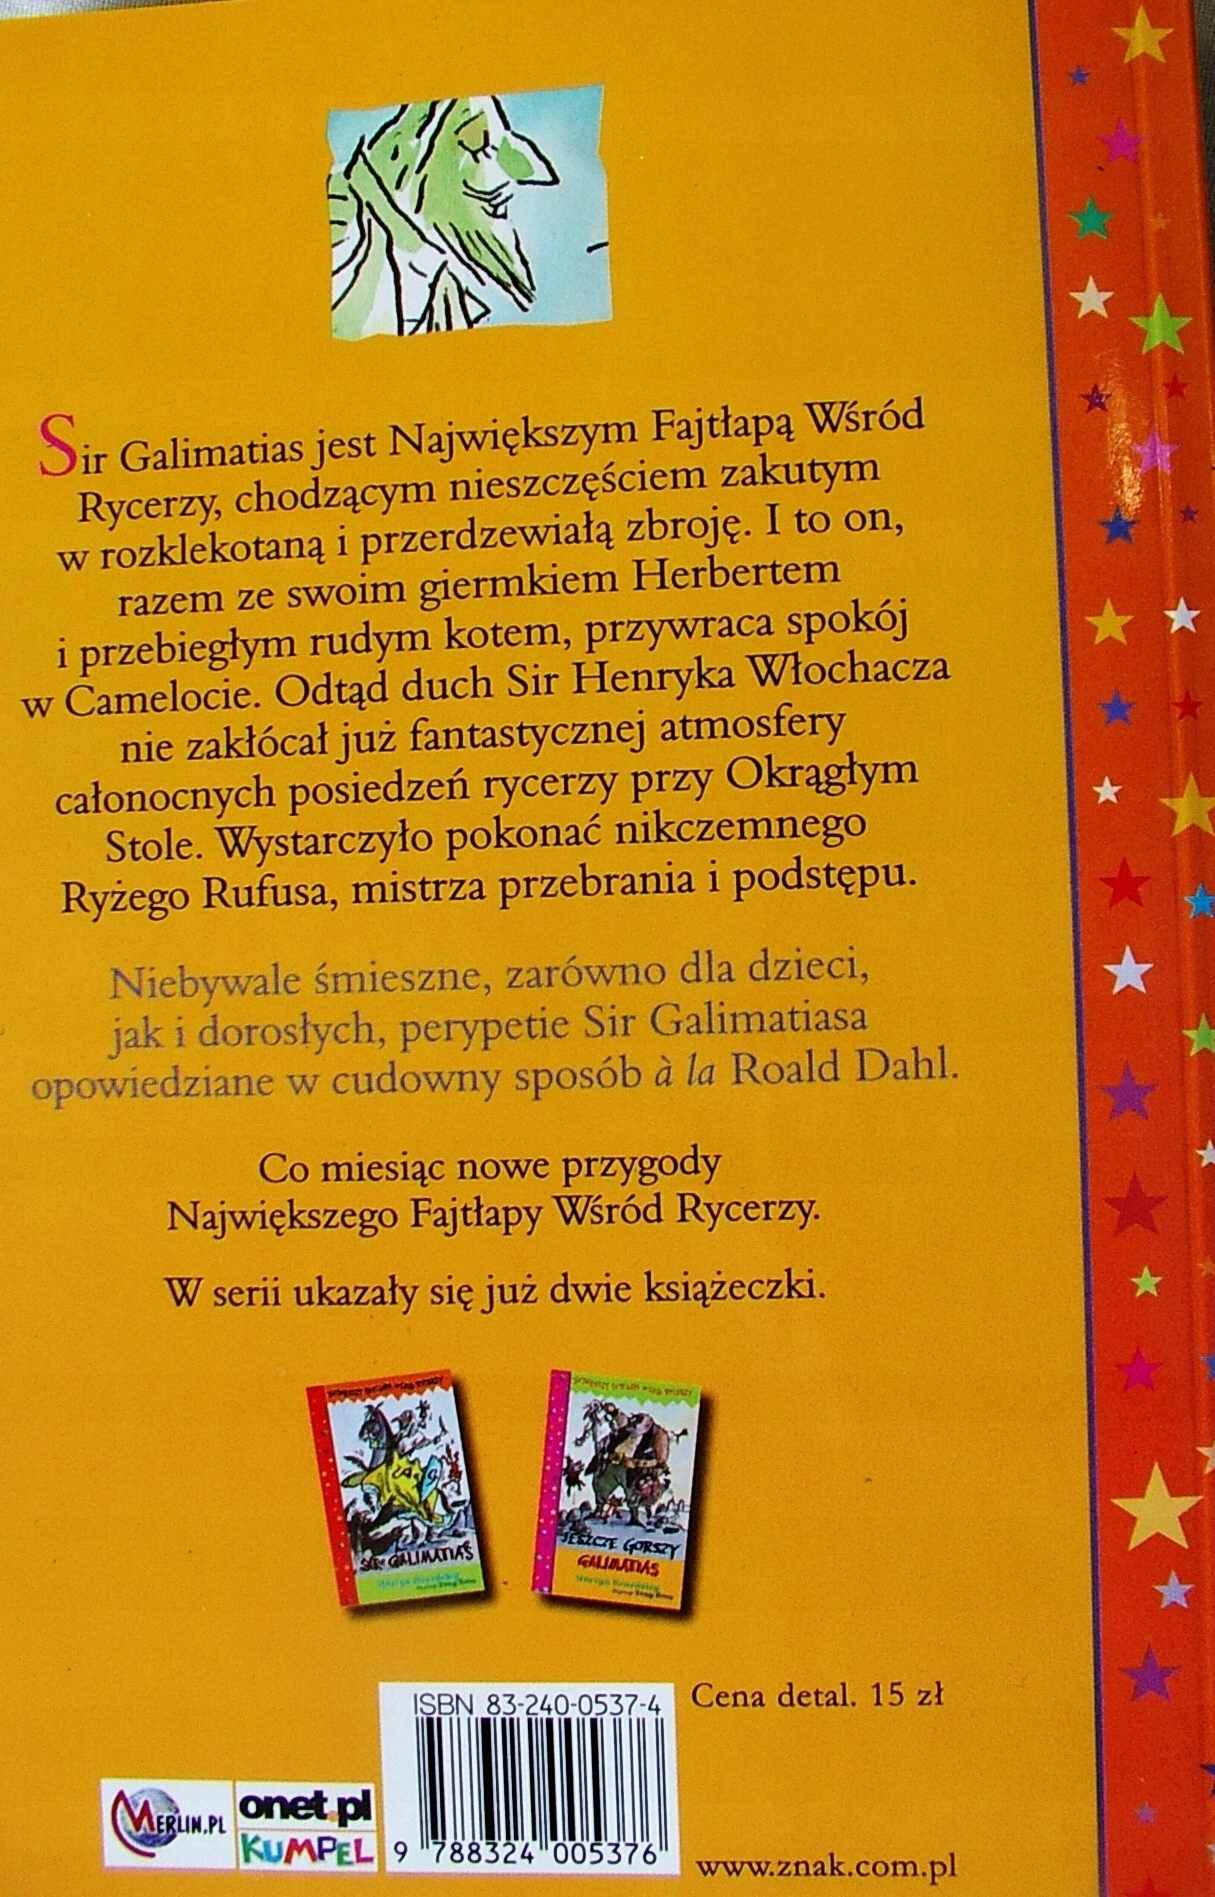 Sir Galimatias jest Największym Fajtłapą Wśród
Rycerzy, chodzącym nieszczęściem zakutym
w rozklekotaną i przerdzewiałą zbroję. I to on,
razem ze swoim giermkiem Herbertem
i przebiegłym rudym kotem, przywraca spokój
w Camelocie. Odtąd duch Sir Henryka Włochacza
nie zakłócał już fantastycznej atmosfery
całonocnych posiedzeń rycerzy przy Okrągłym
Stole. Wystarczyło pokonać nikczemnego
Ryżego Rufusa, mistrza przebrania i podstępu.
Niebywale śmieszne, zarówno dla dzieci,
jak i dorosłych, perypetie Sir Galimatiasa
opowiedziane w cudowny sposób à la Roald Dahl.
Co miesiąc nowe przygody
Największego Fajtłapy Wśród Rycerzy.
W serii ukazały się już dwie książeczki.
SIR GALIMATIAS
JESZCZE GORSZY
GALIMATIAS
ISBN 83-240-0537-4
Cena detal. 15 zł
MERLIN.PL
onet.pl
KUMPEL
9 788324 005376
www.znak.com.pl